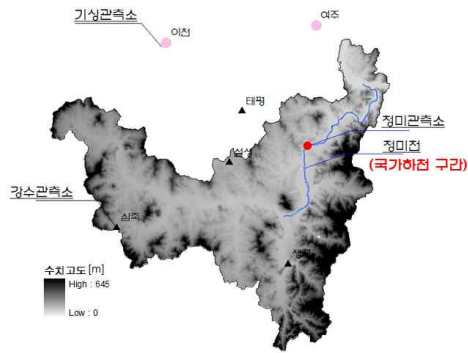 기상관측소
이천
여주
태평
청미관측소
설성
청미천
(국가하천 구간)
강수관측소
삼죽
생극
수치고도 [m]
High : 645
Low : 0